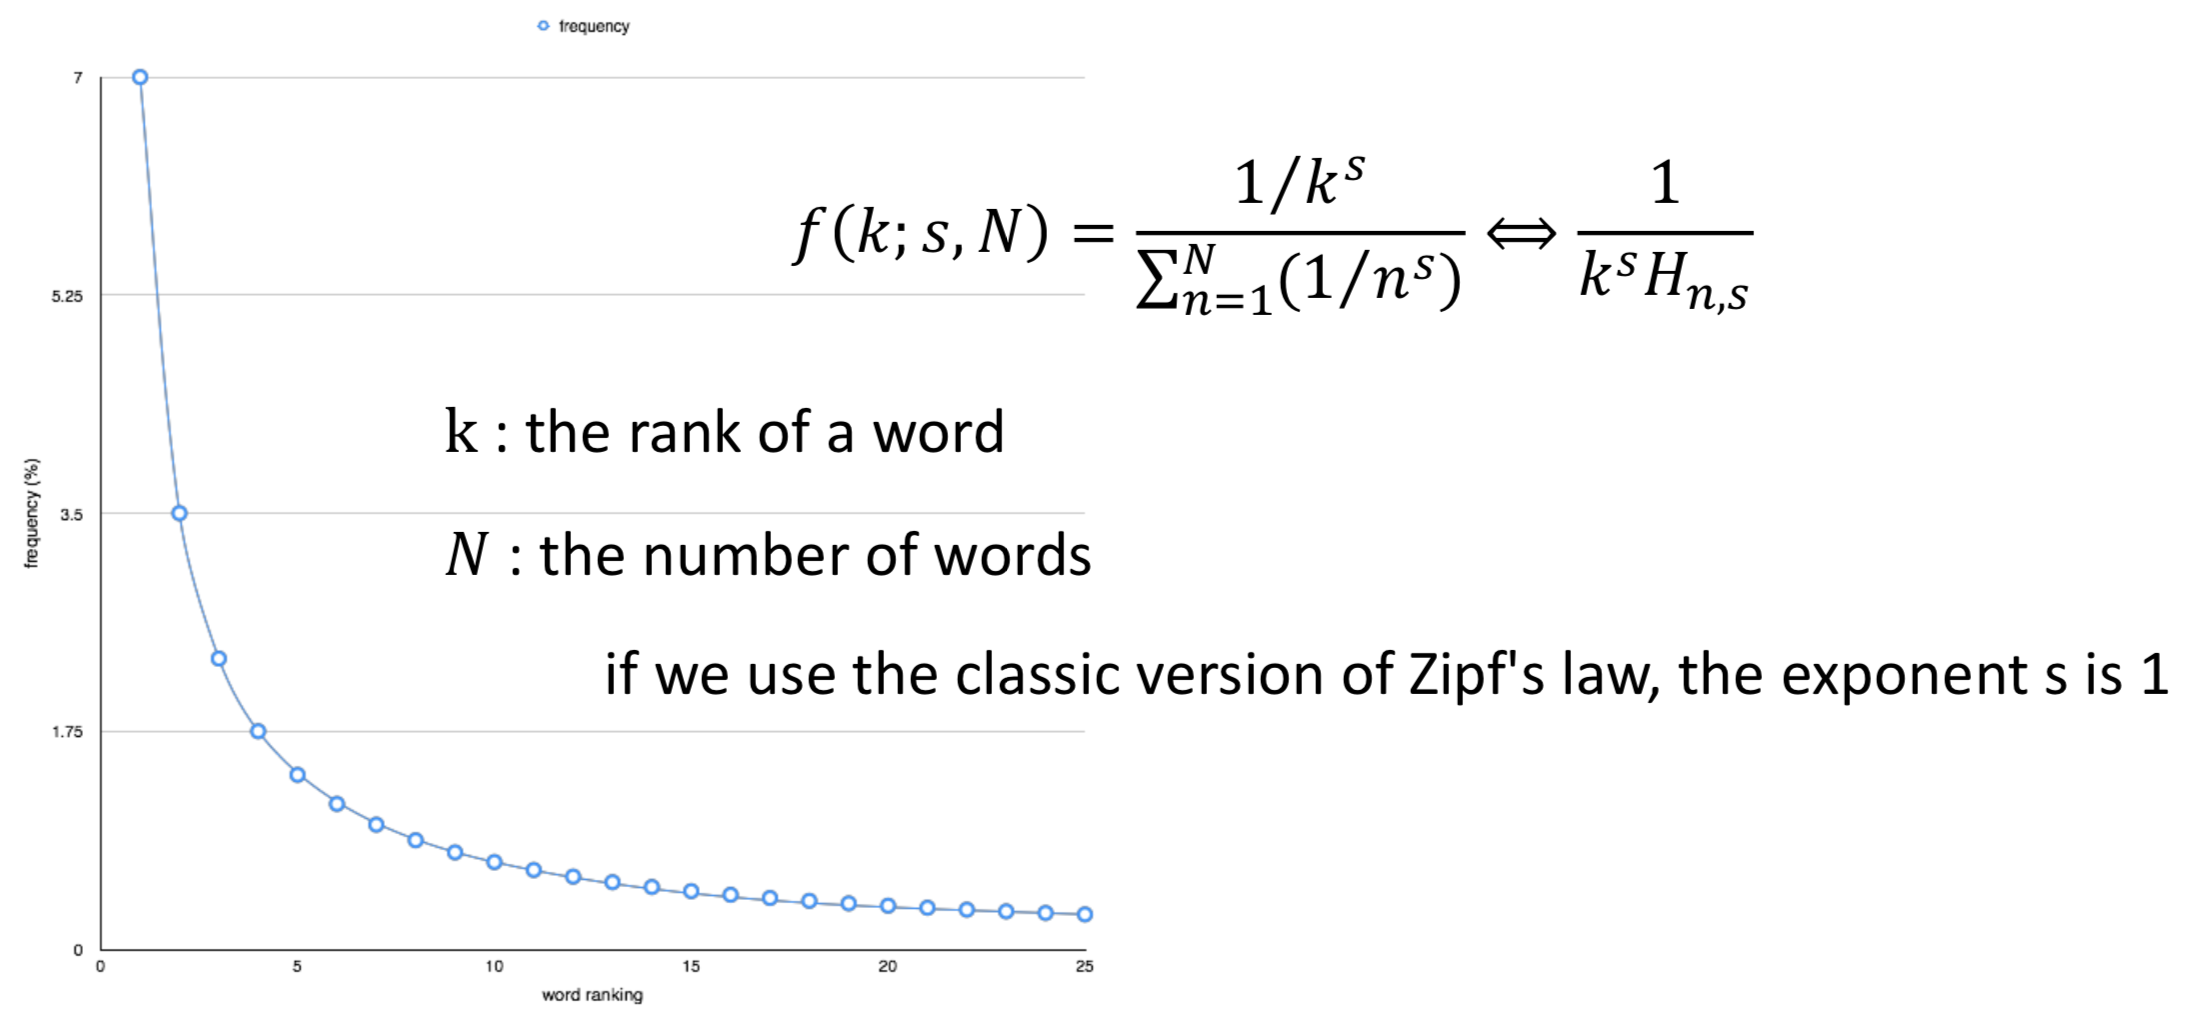 frequency
7
5.25
3.5
1.75
0
frequency (%)
0 5 10 15 20 25
word ranking
f(k; s, N) = \frac{1/k^s}{\sum_{n=1}^{N}(1/n^s)} ⟺ \frac{1}{k^s H_{n,s}}
k : the rank of a word
N : the number of words
if we use the classic version of Zipf's law, the exponent s is 1